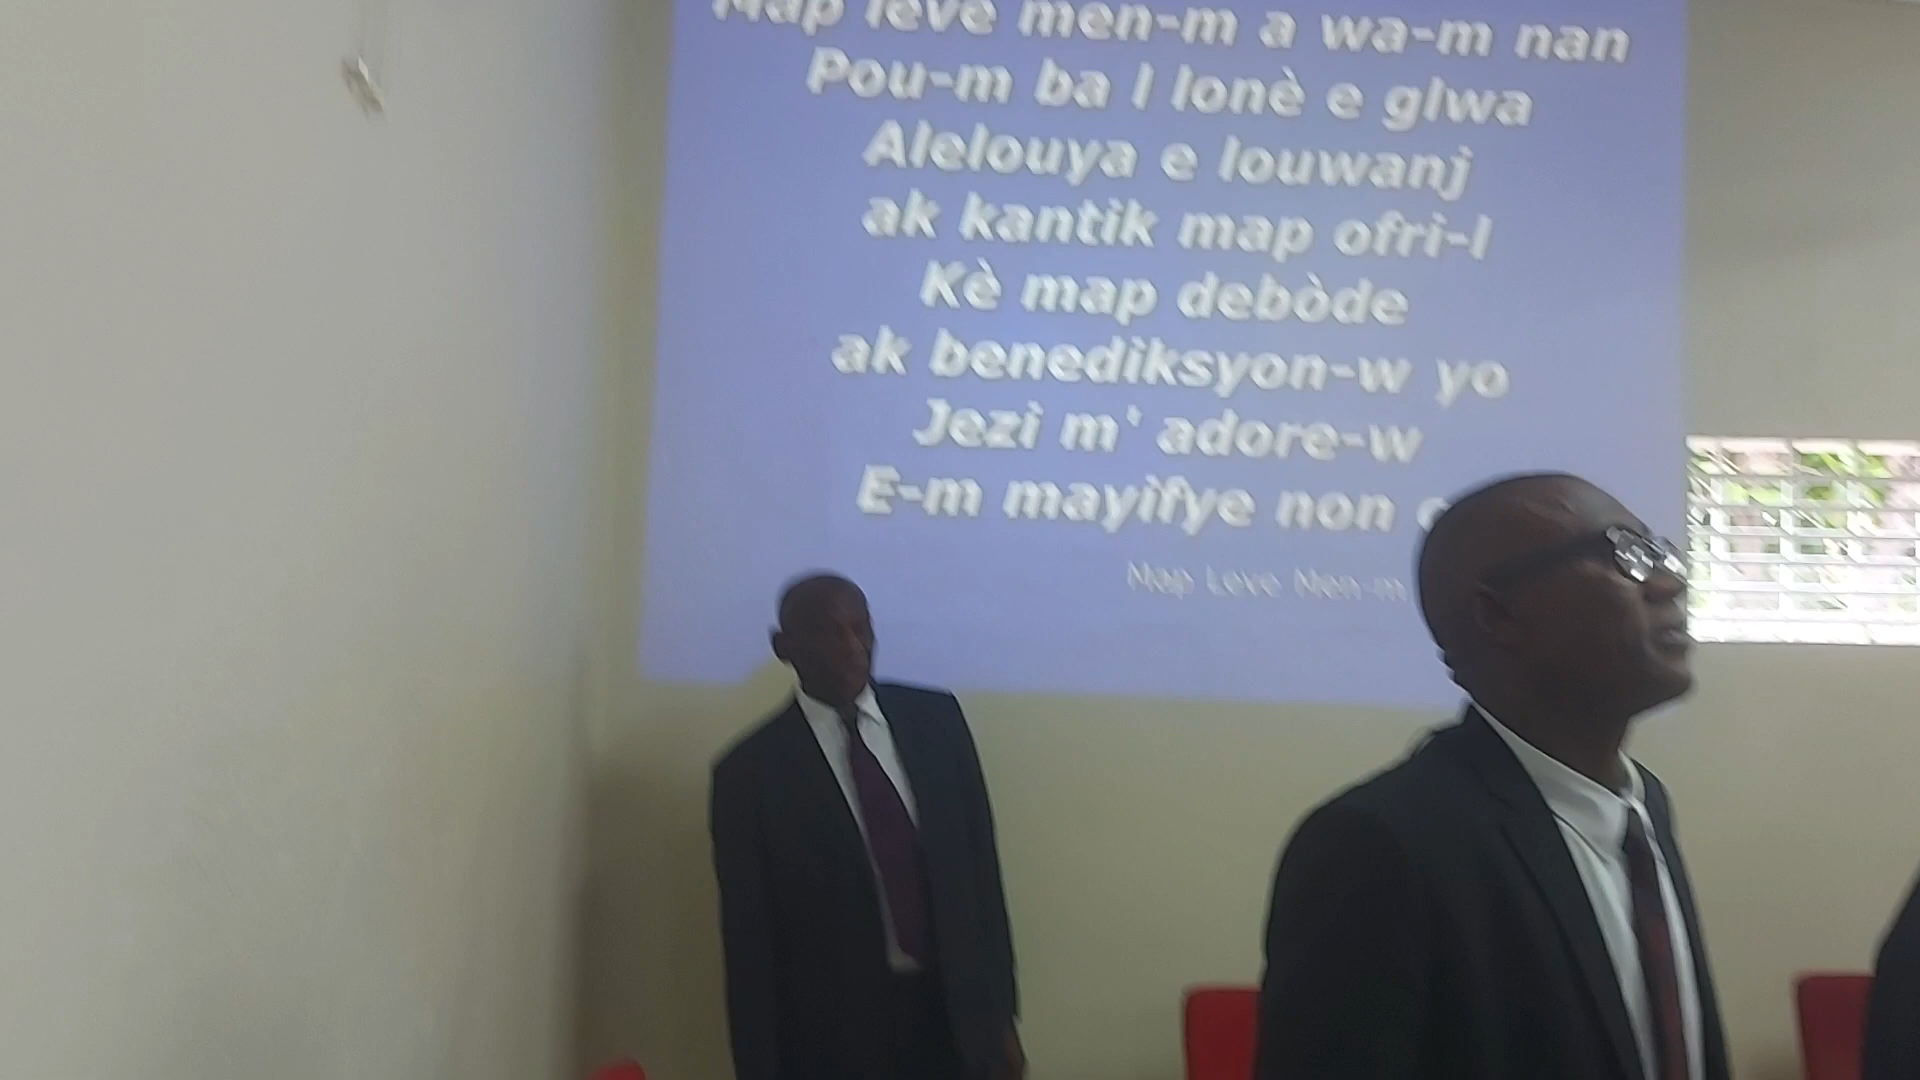 Map leve men-m a wa-m nan
Pou-m ba l lonè e glwa
Alelouya e louwanj
ak kantik map ofri-l
Kè map debòde
ak benediksyon-w yo
Jezi m' adore-w
E-m mayifye non
Map Leve Men-m